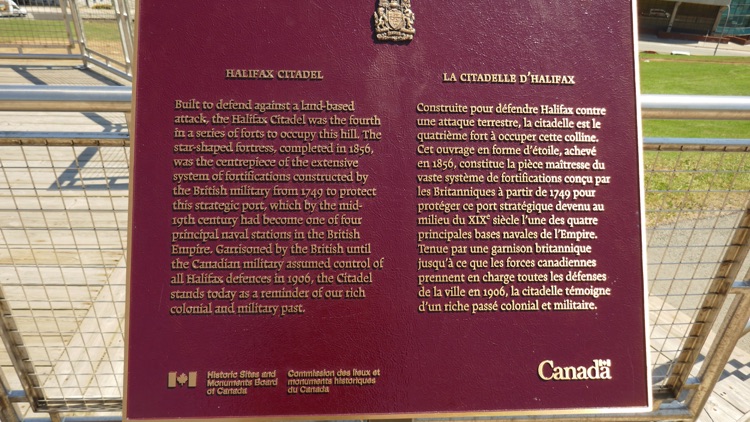 HALIFAX CITADEL
Built to defend against a land-based
attack, the Halifax Citadel was the fourth
in a series of forts to occupy this hill. The
star-shaped fortress, completed in 1856,
was the centrepiece of the extensive
system of fortifications constructed by
the British military from 1749 to protect
this strategic port, which by the mid-
19th century had become one of four
principal naval stations in the British
Empire. Garrisoned by the British until
the Canadian military assumed control of
all Halifax defences in 1906, the Citadel
stands today as a reminder of our rich
colonial and military past.
LA CITADELLE D'HALIFAX
Construite pour défendre Halifax contre
une attaque terrestre, la citadelle est le
quatrième fort à occuper cette colline.
Cet ouvrage en forme d'étoile, achevé
en 1856, constitue la pièce maîtresse du
vaste système de fortifications conçu par
les Britanniques à partir de 1749 pour
protéger ce port stratégique devenu au
milieu du XIXe siècle l'une des quatre
principales bases navales de l'Empire.
Tenue par une garnison britannique
jusqu'à ce que les forces canadiennes
prennent en charge toutes les défenses
de la ville en 1906, la citadelle témoigne
d'un riche passé colonial et militaire.
Historic Sites and
Monuments Board
of Canada
Commission des lieux et
monuments historiques
du Canada
Canada